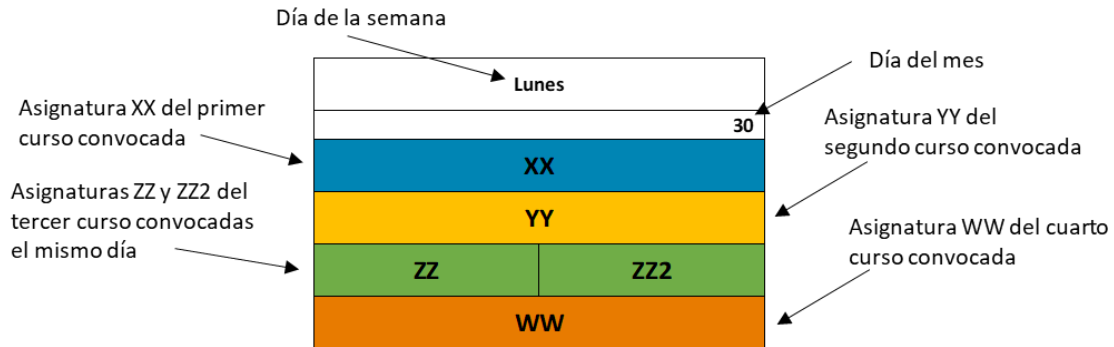 Día de la semana
Lunes
Día del mes
30
Asignatura XX del primer
curso convocada
XX
Asignatura YY del
segundo curso convocada
YY
Asignaturas ZZ y ZZ2 del
tercer curso convocadas
el mismo día
ZZ
ZZ2
Asignatura WW del cuarto
curso convocada
WW